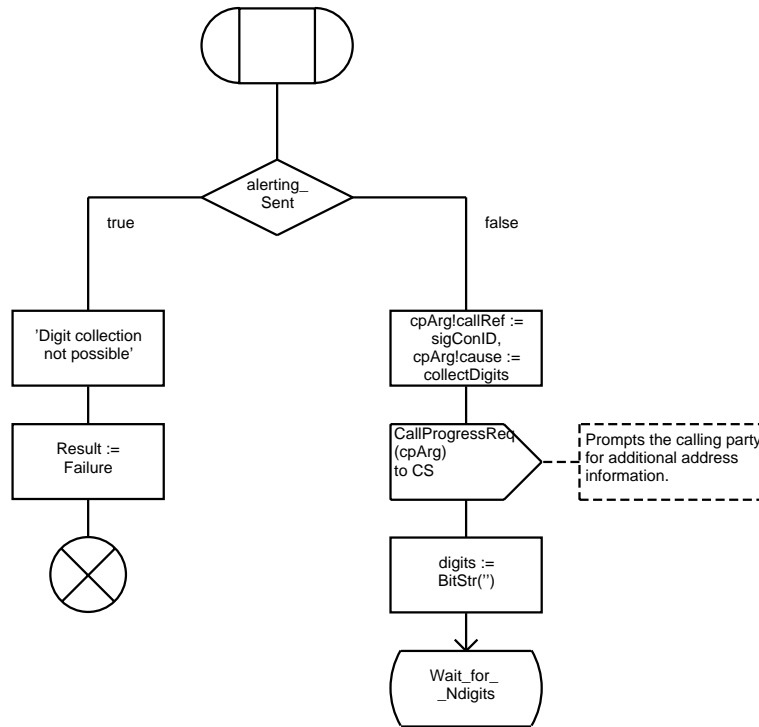 alerting_
Sent
true
false
’Digit collection
not possible’
cpArg!callRef :=
sigConID,
cpArg!cause :=
collectDigits
Result :=
Failure
CallProgressReq
(cpArg)
to CS
Prompts the calling party
for additional address
information.
digits :=
BitStr(’’)
Wait_for_
_Ndigits